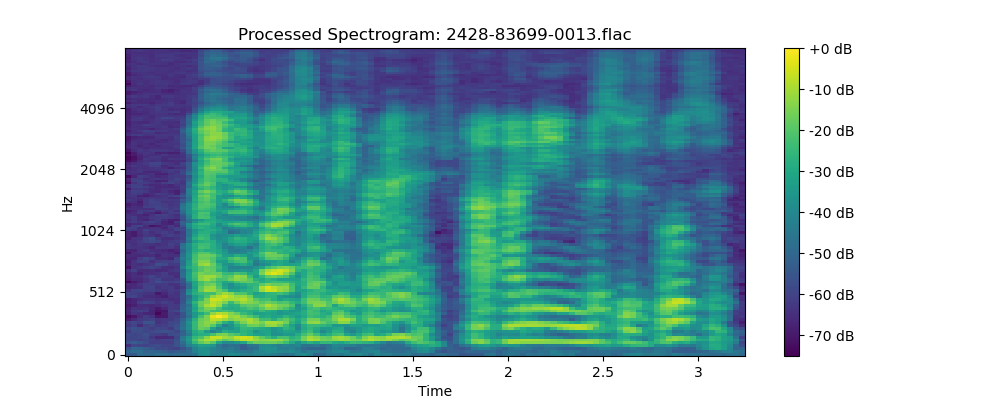 Processed Spectrogram: 2428-83699-0013.flac
Hz
4096
2048
1024
512
0
0 0.5 1 1.5 2 2.5 3
Time
+0 dB
-10 dB
-20 dB
-30 dB
-40 dB
-50 dB
-60 dB
-70 dB